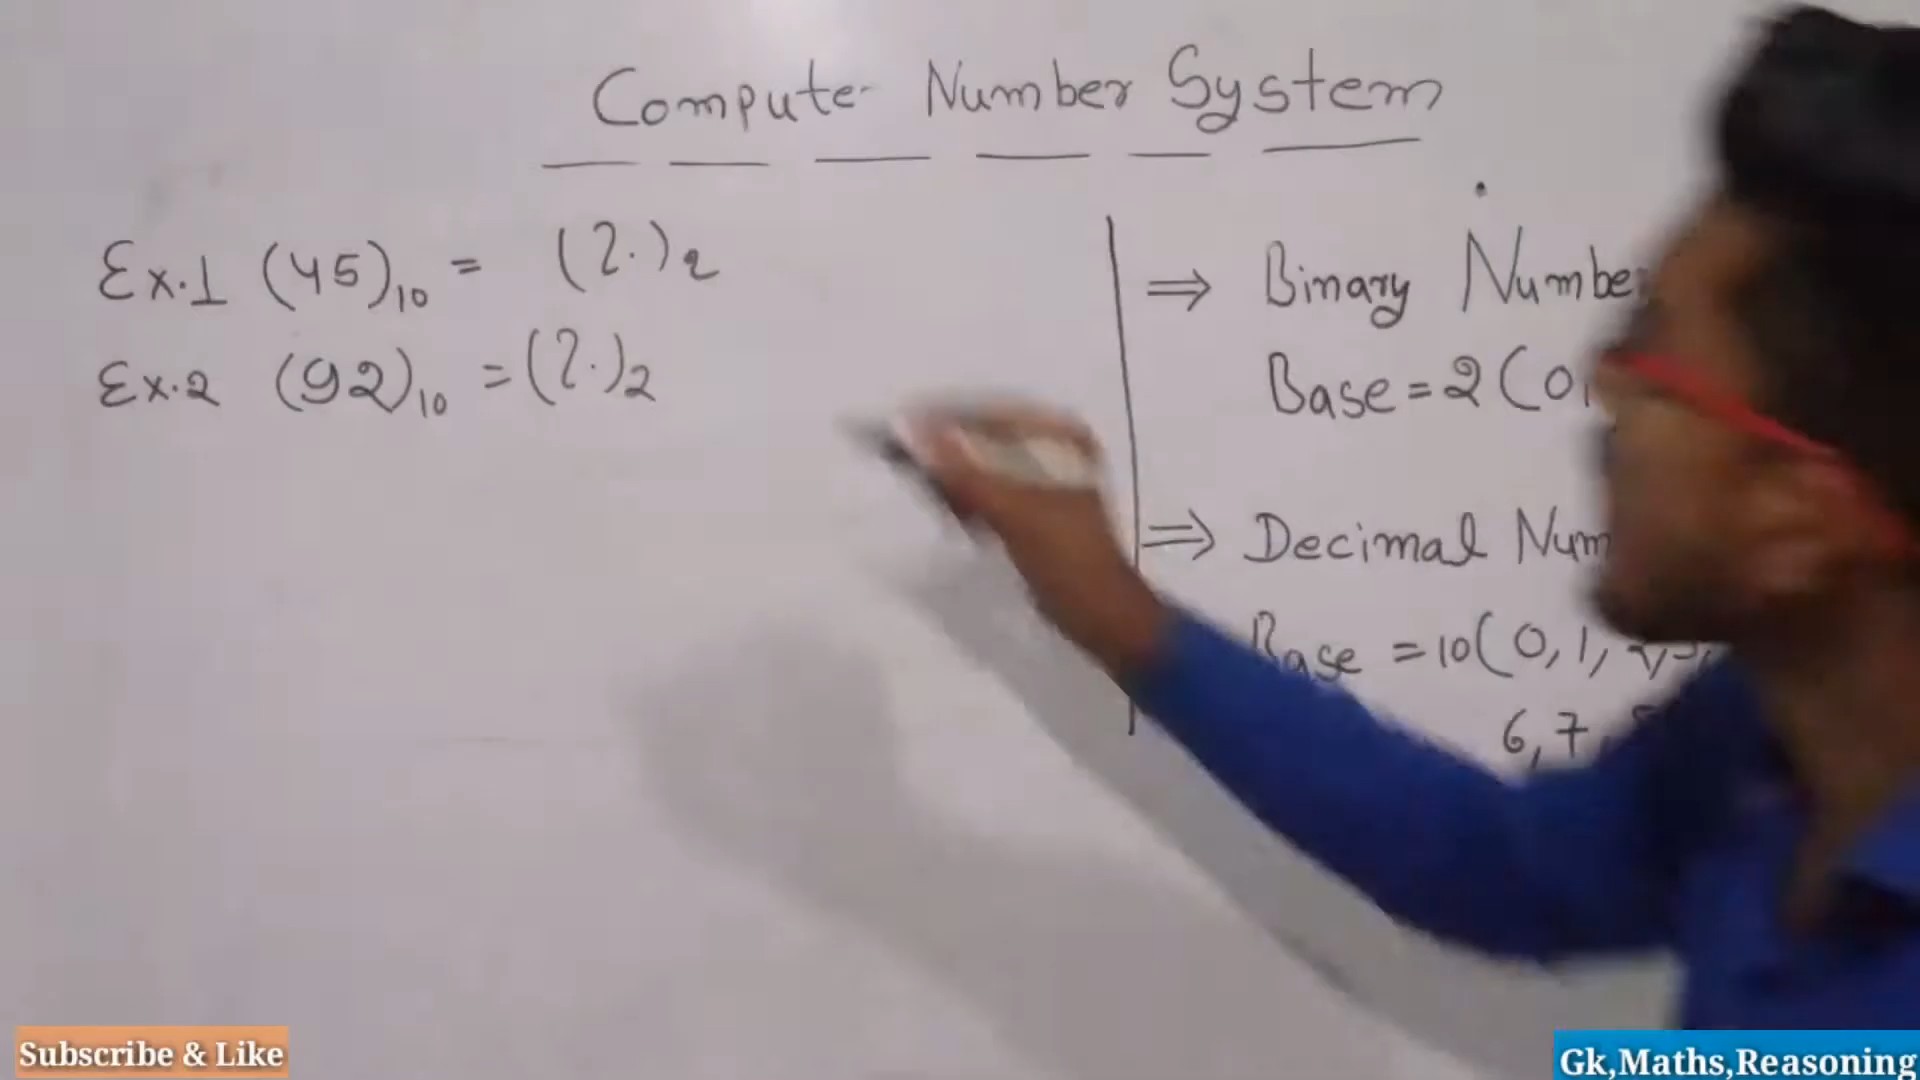 Compute Number System
Ex.1 (45)10 = (?.)2
Ex.2 (92)10 = (?.)2
⇒ Binary Number
Base = 2 (0,
⇒ Decimal Num
Base = 10 ( 0, 1,
6, 7,
Subscribe & Like
Gk,Maths,Reasoning